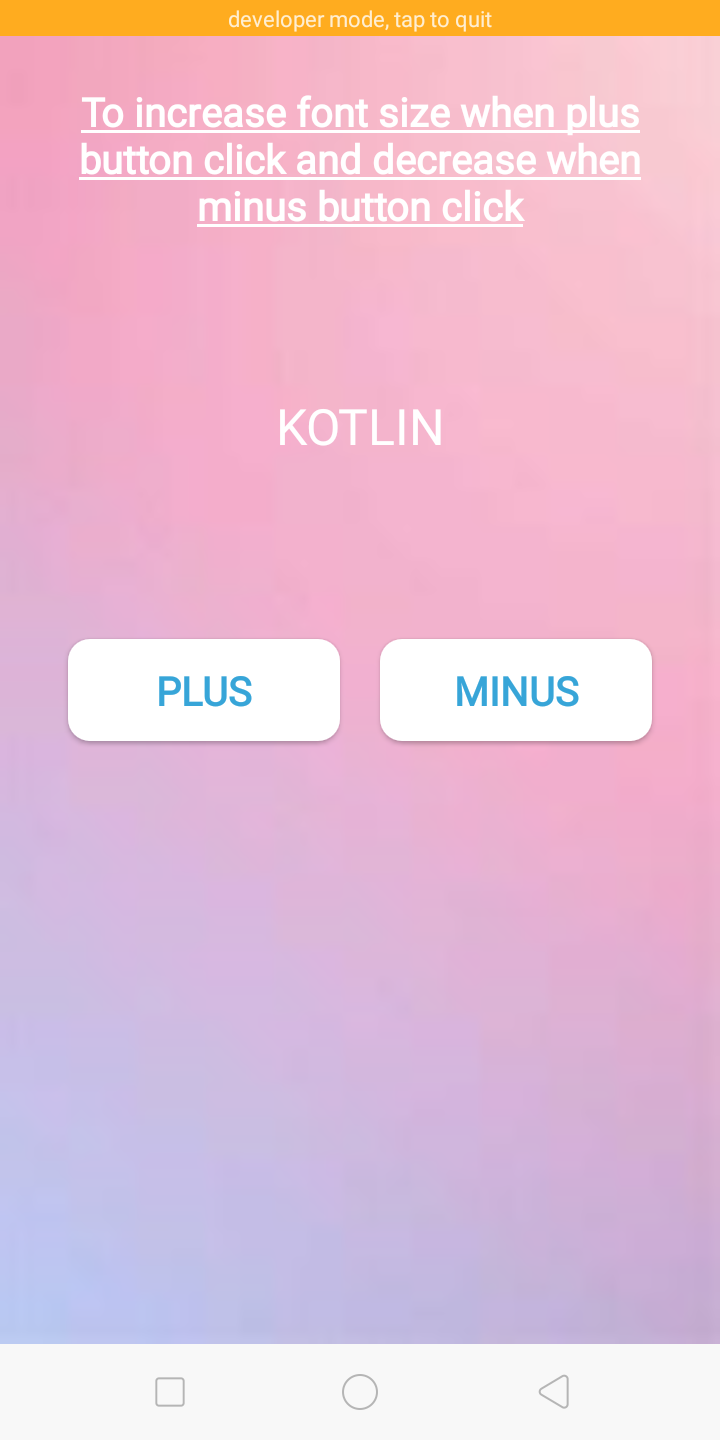 developer mode, tap to quit
To increase font size when plus
button click and decrease when
minus button click
KOTLIN
PLUS
MINUS